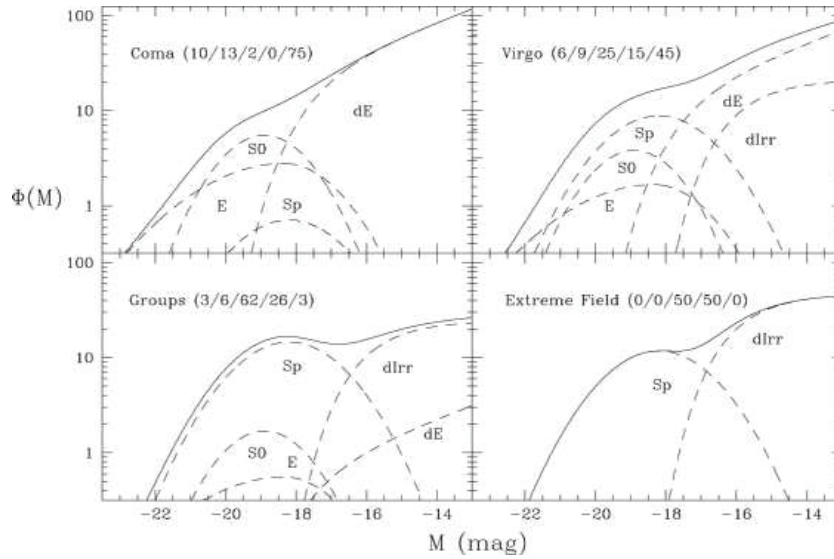 100
Coma (10/13/2/0/75)
Virgo (6/9/25/15/45)
dE
dE
10
Sp
dIrr
S0
S0
Φ(M)
1
E
Sp
E
100
Groups (3/6/62/26/3)
Extreme Field (0/0/50/50/0)
10
Sp
dIrr
dIrr
Sp
dE
S0
E
1
-22 -20 -18 -16 -14 -22 -20 -18 -16 -14
M (mag)